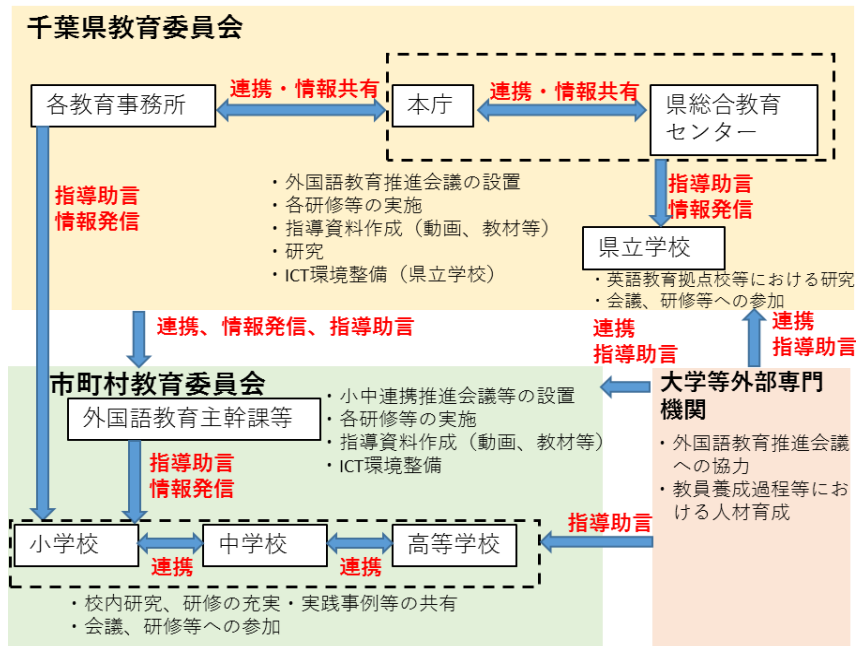 千葉県教育委員会
各教育事務所
連携・情報共有
本庁
連携・情報共有
県総合教育
センター
指導助言
情報発信
・外国語教育推進会議の設置
・各研修等の実施
・指導資料作成（動画、教材等）
・研究
・ICT環境整備（県立学校）
指導助言
情報発信
県立学校
・英語教育拠点校等における研究
・会議、研修等への参加
連携、情報発信、指導助言
連携
指導助言
連携
指導助言
市町村教育委員会
外国語教育主幹課等
・小中連携推進会議等の設置
・各研修等の実施
・指導資料作成（動画、教材等）
・ICT環境整備
大学等外部専門
機関
・外国語教育推進会議
への協力
・教員養成過程等にお
ける人材育成
指導助言
情報発信
指導助言
小学校
連携
中学校
連携
高等学校
・校内研究、研修の充実・実践事例等の共有
・会議、研修等への参加